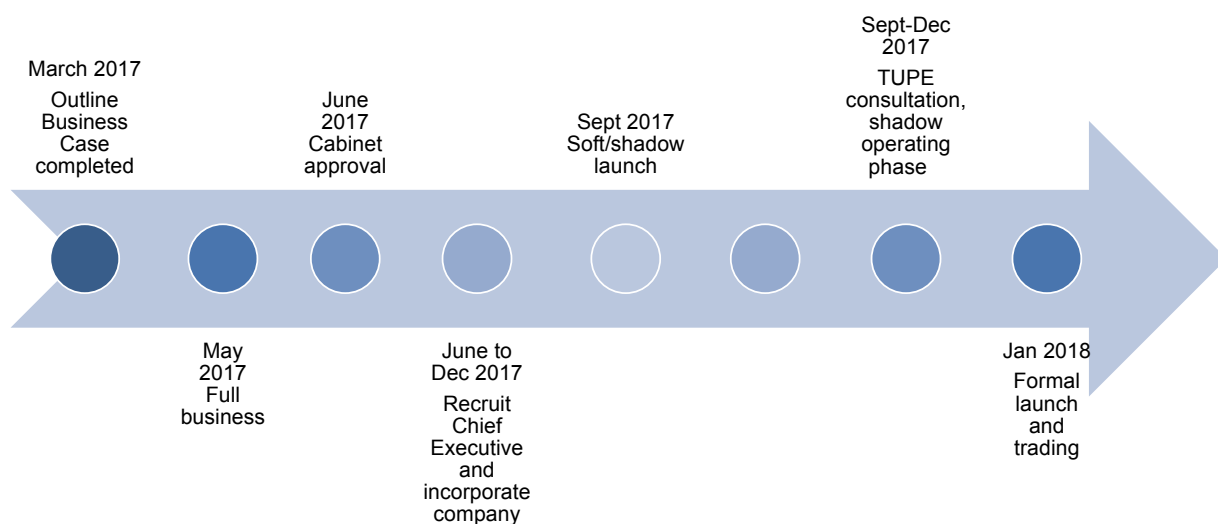 March 2017
Outline
Business
Case
completed
May
2017
Full
business
June
2017
Cabinet
approval
June to
Dec 2017
Recruit
Chief
Executive
and
incorporate
company
Sept 2017
Soft/shadow
launch
Sept-Dec
2017
TUPE
consultation,
shadow
operating
phase
Jan 2018
Formal
launch
and
trading